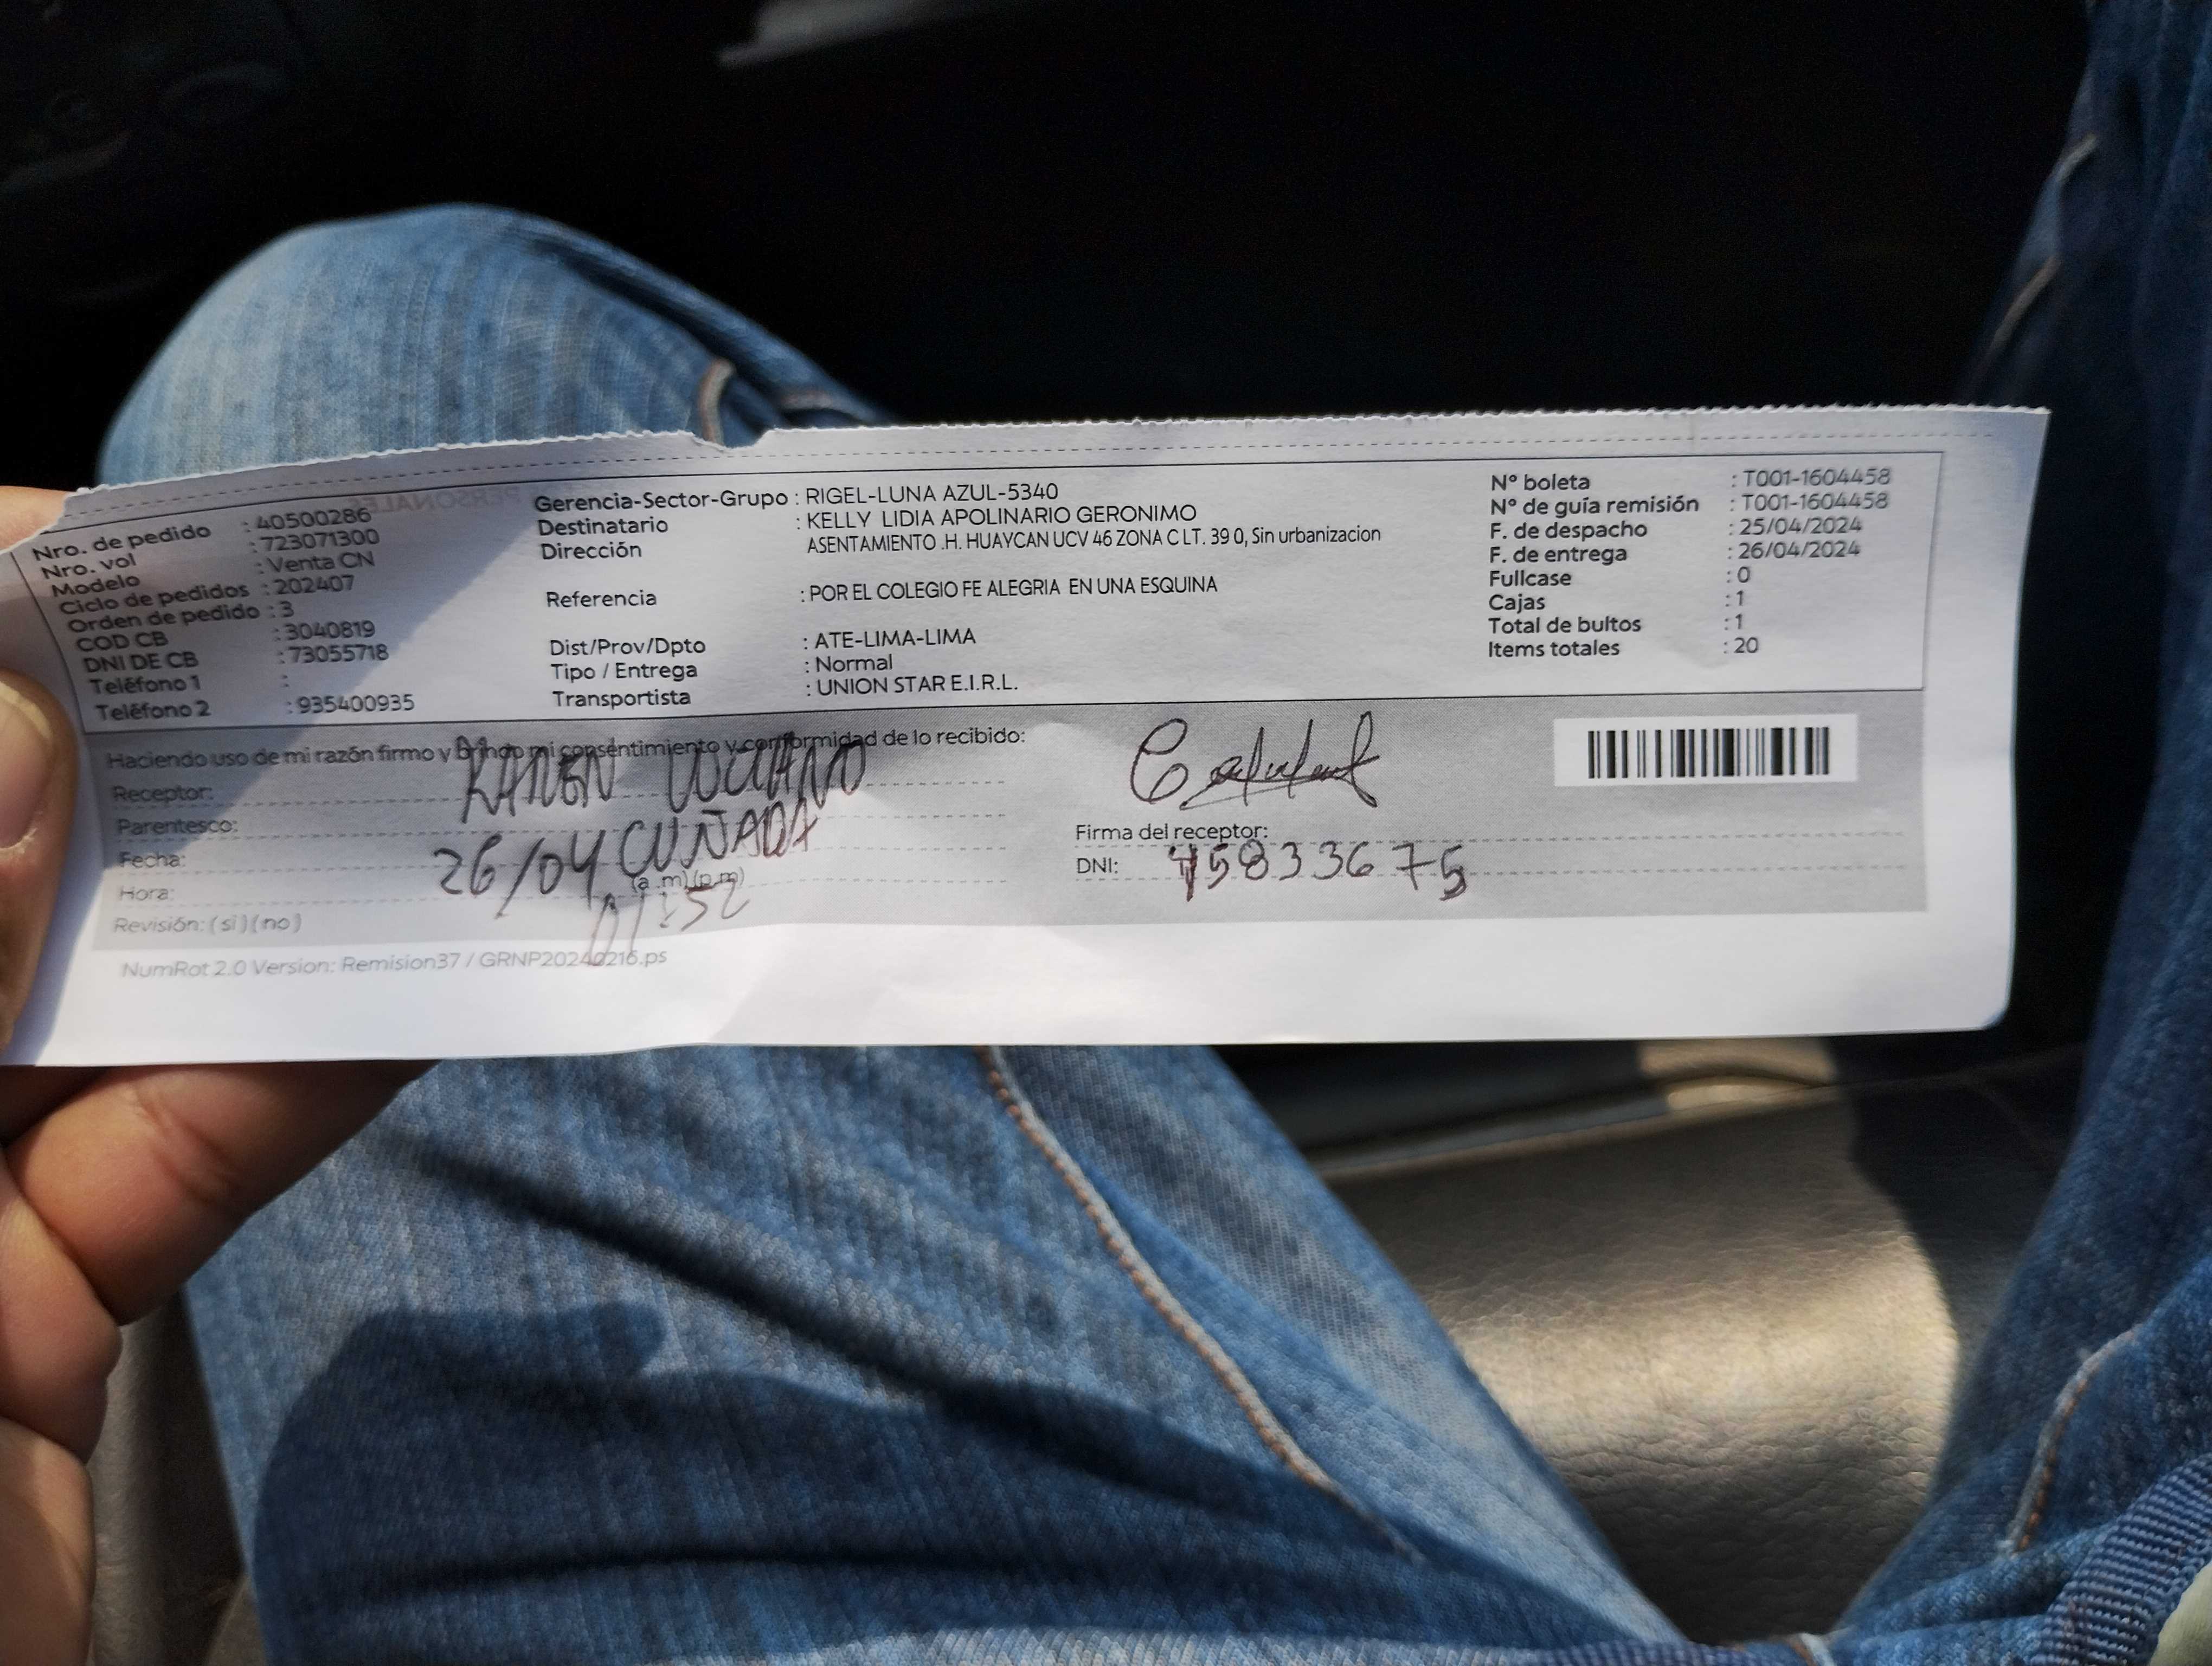 Nro. de pedido : 40500286
Nro. vol : 723071300
Modelo : Venta CN
Ciclo de pedidos : 202407
Orden de pedido : 3
COD CB : 3040819
DNI DE CB : 73055718
Teléfono 1 :
Teléfono 2 : 935400935
Gerencia-Sector-Grupo : RIGEL-LUNA AZUL-5340
Destinatario : KELLY LIDIA APOLINARIO GERONIMO
Dirección ASENTAMIENTO .H. HUAYCAN UCV 46 ZONA C LT. 39 0, Sin urbanizacion
Referencia : POR EL COLEGIO FE ALEGRIA EN UNA ESQUINA
Dist/Prov/Dpto : ATE-LIMA-LIMA
Tipo / Entrega : Normal
Transportista : UNION STAR E.I.R.L.
Nº boleta : T001-1604458
Nº de guía remisión : T001-1604458
F. de despacho : 25/04/2024
F. de entrega : 26/04/2024
Fullcase : 0
Cajas : 1
Total de bultos : 1
Items totales : 20
Haciendo uso de mi razón firmo y brindo mi consentimiento y conformidad de lo recibido:
Receptor: LUCIANO
Parentesco: CUÑADA
Fecha: 26/04
Hora: (a .m)(p.m) 01:52
Revisión: (si)(no)
Firma del receptor:
DNI: 45833675
NumRot 2.0 Version: Remision37 / GRNP20240216.ps